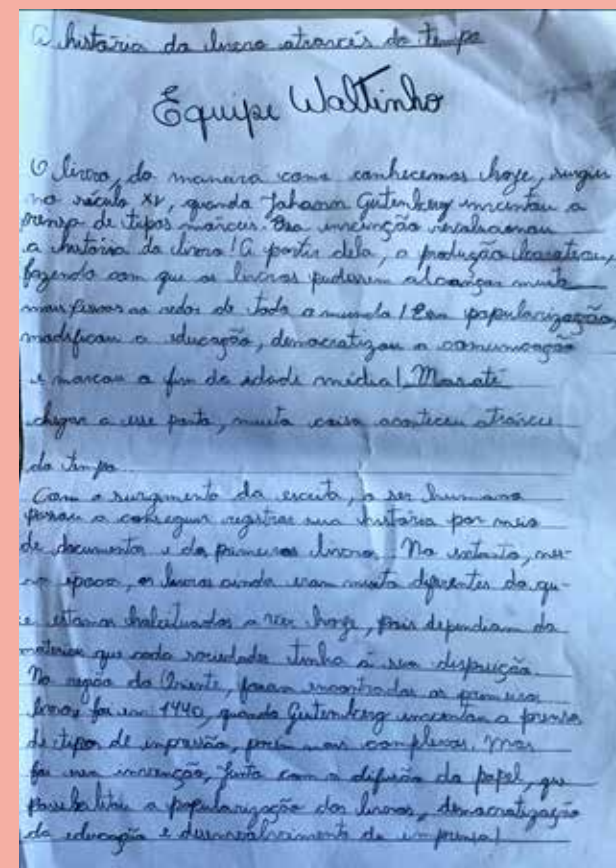 A história do livro através do tempo
Equipe Waltinho
O livro, da maneira como conhecemos hoje, surgiu
no século XV, quando Johann Gutenberg inventou a
prensa de tipos móveis. Essa invenção revolucionou
a história do livro! A partir dela, a produção
fazendo com que os livros pudessem alcançar muito
mais pessoas ao redor de todo o mundo! popularização
modificou a educação, democratizou a comunicação
e marcou o fim da idade média! Mas até
chegar a esse ponto, muita coisa aconteceu através
do tempo
Com o surgimento da escrita, o ser humano
passou a conseguir registrar sua história por meio
de documentos e dos primeiros livros. No entanto, nes-
sa época, os livros ainda eram muito diferentes do qu-
e estamos habituados a ver hoje, pois dependiam do
material que cada sociedade tinha à sua disposição.
Na região do Oriente, foram encontrados os primeiros
livros, foi em 1440, quando Gutenberg inventou a prensa
de tipos de impressão, porém mais complexos. Mas
foi sua invenção, junto com a difusão do papel, que
possibilitou a popularização dos livros, democratização
da educação e desenvolvimento da imprensa!